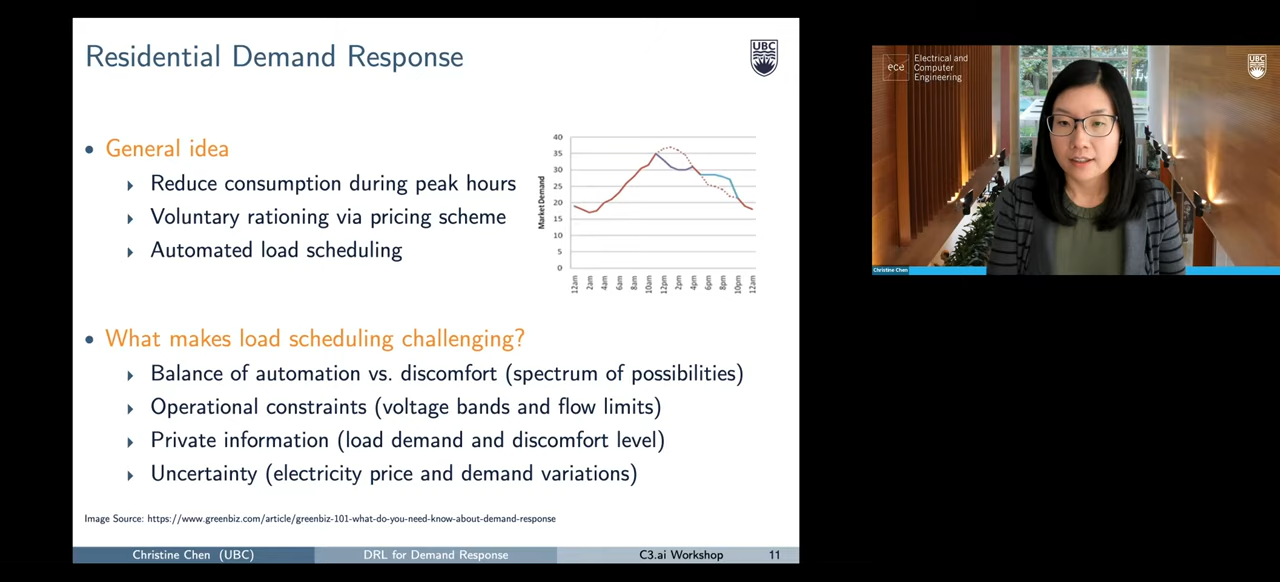 Residential Demand Response
UBC
General idea
Reduce consumption during peak hours
Voluntary rationing via pricing scheme
Automated load scheduling
Market Demand
40
35
30
25
20
15
10
5
0
12am
2am
4am
6am
8am
10am
12pm
2pm
4pm
6pm
8pm
10pm
12am
What makes load scheduling challenging?
Balance of automation vs. discomfort (spectrum of possibilities)
Operational constraints (voltage bands and flow limits)
Private information (load demand and discomfort level)
Uncertainty (electricity price and demand variations)
Image Source: https://www.greenbiz.com/article/greenbiz-101-what-do-you-need-know-about-demand-response
Christine Chen (UBC) DRL for Demand Response C3.ai Workshop 11
ece
Electrical and
Computer
Engineering
UBC
Christine Chen